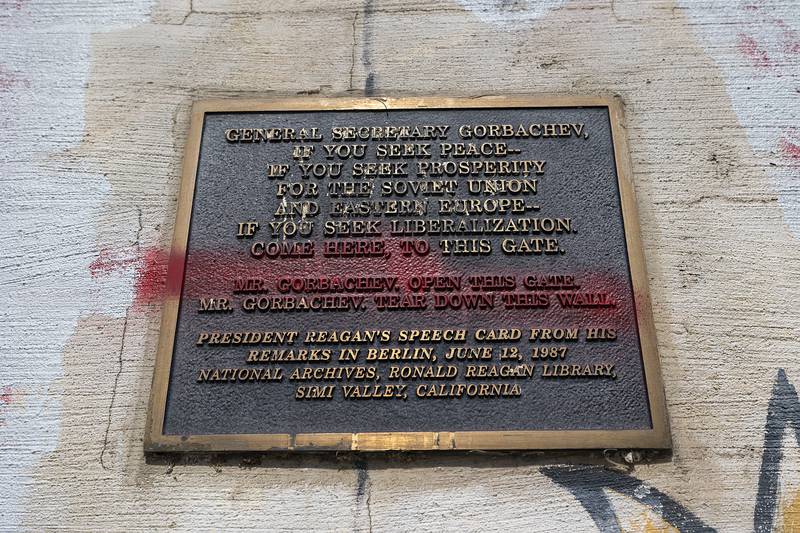 GENERAL SECRETARY GORBACHEV,
IF YOU SEEK PEACE--
IF YOU SEEK PROSPERITY
FOR THE SOVIET UNION
AND EASTERN EUROPE--
IF YOU SEEK LIBERALIZATION.
COME HERE, TO THIS GATE.
MR. GORBACHEV. OPEN THIS GATE.
MR. GORBACHEV. TEAR DOWN THIS WALL.
PRESIDENT REAGAN'S SPEECH CARD FROM HIS
REMARKS IN BERLIN, JUNE 12, 1987
NATIONAL ARCHIVES, RONALD REAGAN LIBRARY,
SIMI VALLEY, CALIFORNIA